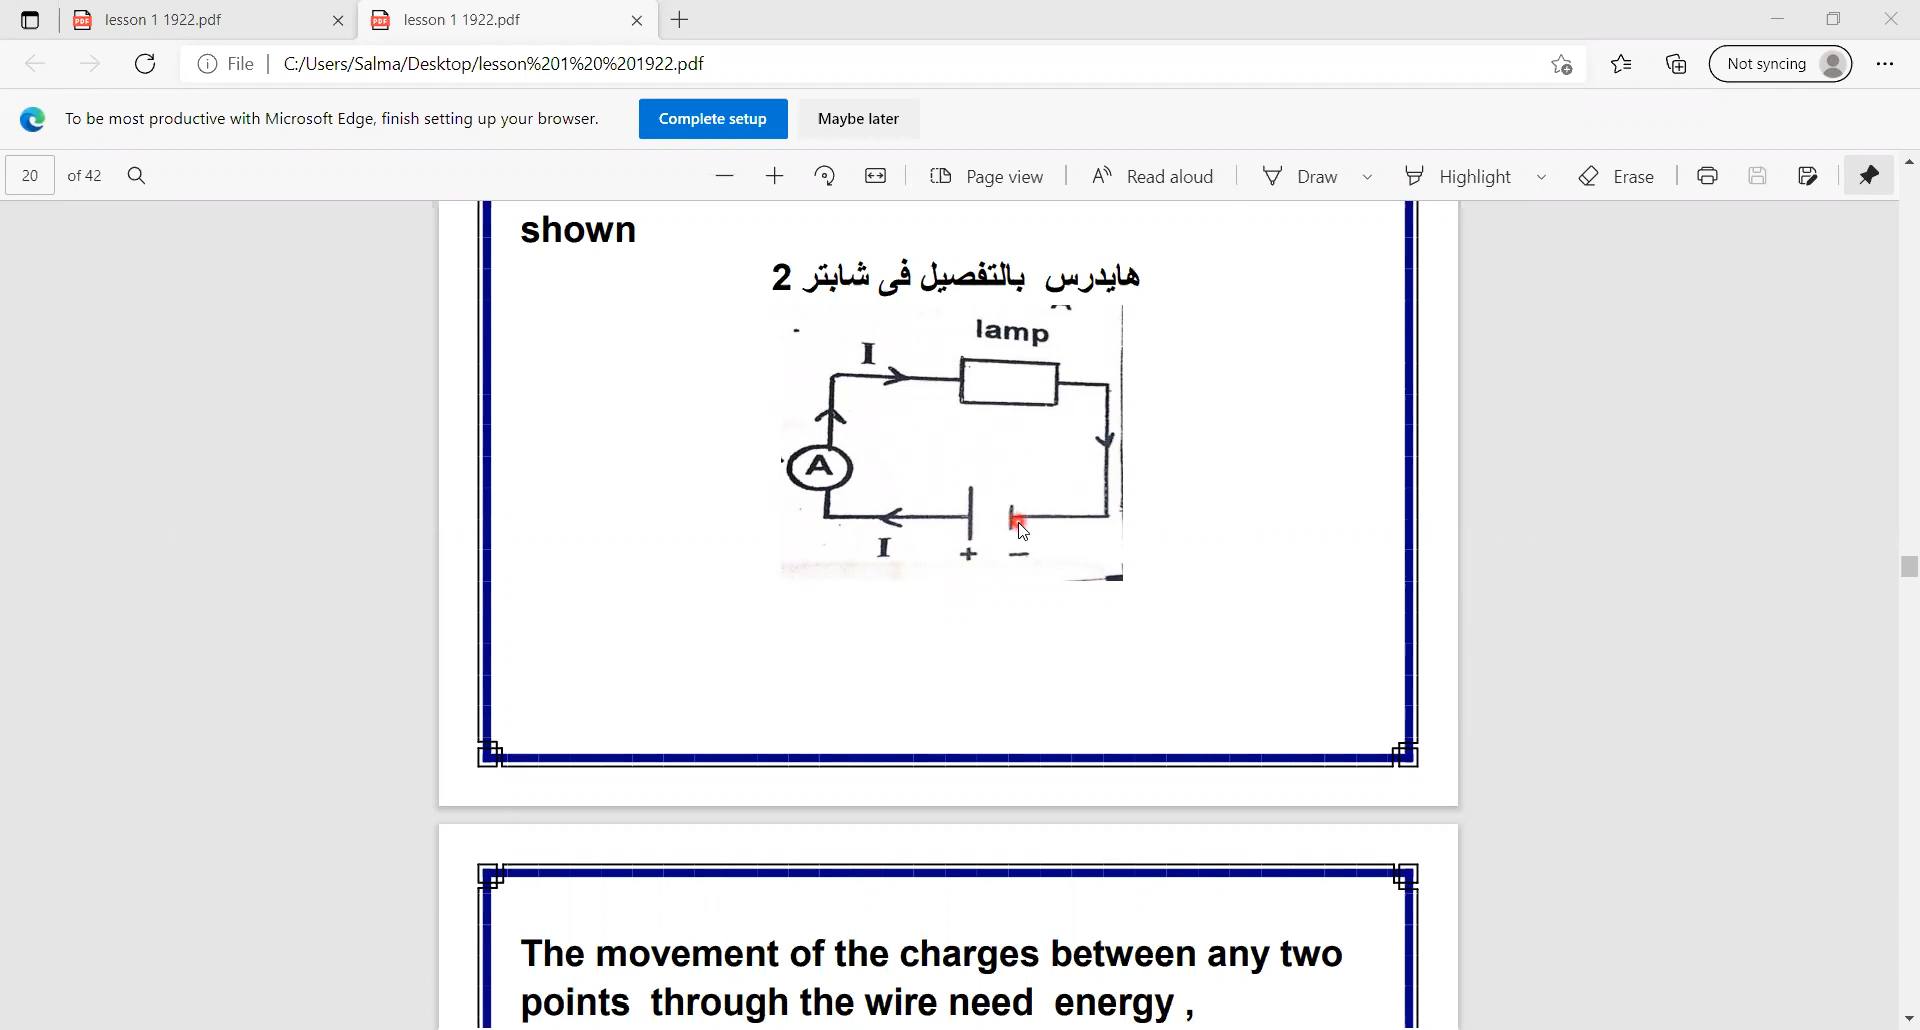 lesson 1 1922.pdf
lesson 1 1922.pdf
File
C:/Users/Salma/Desktop/lesson%201%20%201922.pdf
Not syncing
To be most productive with Microsoft Edge, finish setting up your browser.
Complete setup
Maybe later
20 of 42
Page view
Read aloud
Draw
Highlight
Erase
shown
هايدرس بالتفصيل فى شابتر 2
lamp
I
A
I
+ −
The movement of the charges between any two
points through the wire need energy ,